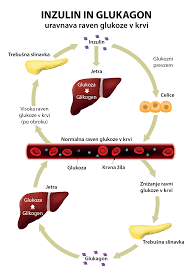 INZULIN IN GLUKAGON
uravnava raven glukoze v krvi
Trebušna slinavka
Inzulin
Glukozni
prevzem
Jetra
Glukoza
Glikogen
Celice
Visoka raven
glukoze v krvi
(po obroku)
Normalna raven glukoze v krvi
Glukoza
Krvna žila
Jetra
Znižanje ravni
glukoze v krvi
Glukoza
Glikogen
Trebušna slinavka
Glukagon